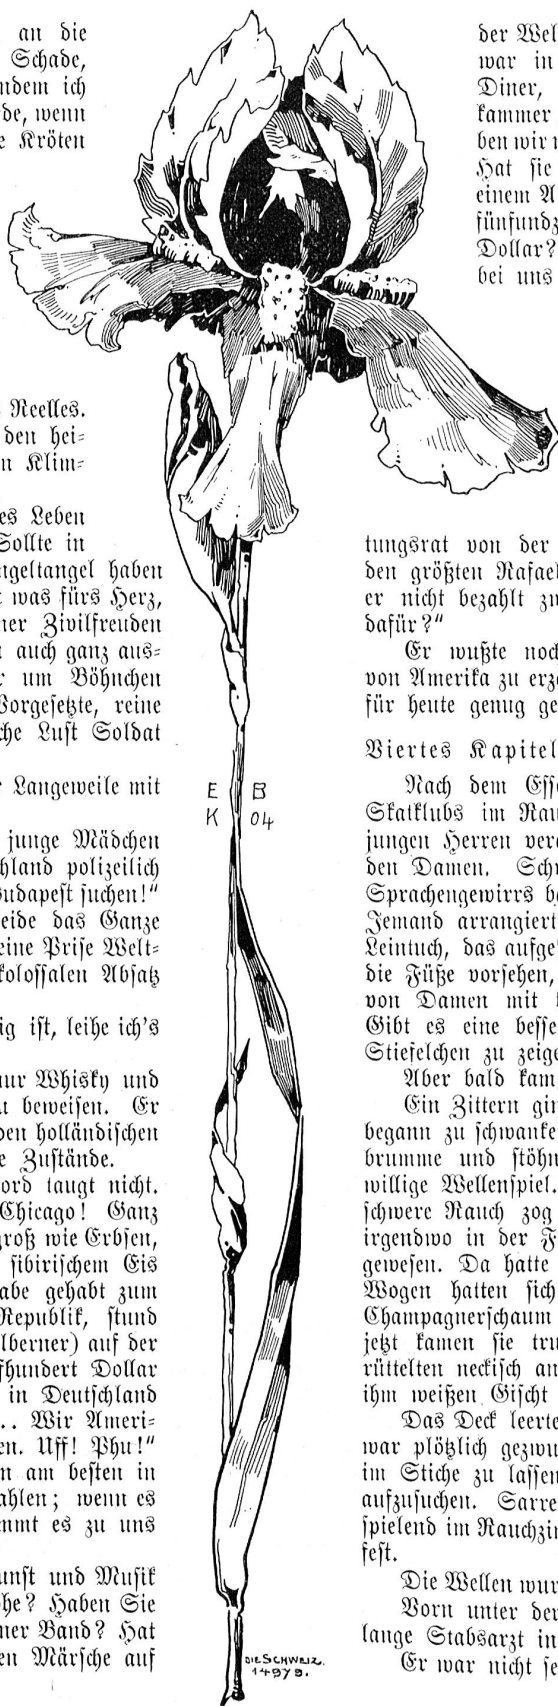 an die
Schade,
ndem ich
de, wenn
e Kröten
Reelles.
den hei=
n Klim=
es Leben
Sollte in
ngeltangel haben
t was fürs Herz,
ner Zivilfreuden
auch ganz aus=
r um Böhnchen
Vorgesetzte, reine
che Lust Soldat
r Langeweile mit
junge Mädchen
hland polizeilich
Budapest suchen!"
eide das Ganze
eine Prise Welt=
kolossalen Absatz
ig ist, leihe ich's
nur Whisky und
u beweisen. Er
den holländischen
e Zustände.
ord taugt nicht.
Chicago! Ganz
groß wie Erbsen,
sibirischem Eis
abe gehabt zum
Republik, stund
lberner) auf der
fhundert Dollar
in Deutschland
.. Wir Ameri=
en. Uff! Phu!"
n am besten in
ahlen; wenn es
mmt es zu uns
unst und Musik
he? Haben Sie
ner Band? Hat
en Märsche auf
E B
K 04
DIE SCHWEIZ.
14979.
der Wel
war in
Diner,
kammer
ben wir n
Hat sie
einem A
fünfundz
Dollar?
bei uns
tungsrat von der
den größten Rafael
er nicht bezahlt zu
dafür?"
Er wußte noch
von Amerika zu erzä
für heute genug ge
Viertes Kapitel
Nach dem Esse
Skatklubs im Rau
jungen Herren vera
den Damen. Schr
Sprachengewirrs be
Jemand arrangiert
Leintuch, das aufge
die Füße vorsehen,
von Damen mit t
Gibt es eine besse
Stiefelchen zu zeige
Aber bald kam
Ein Zittern gin
begann zu schwanke
brumme und stöhn
willige Wellenspiel.
schwere Rauch zog
irgendwo in der F
gewesen. Da hatte
Wogen hatten sich
Champagnerschaum
jetzt kamen sie tru
rüttelten neckisch an
ihm weißen Gischt
Das Deck leerte
war plötzlich gezwu
im Stiche zu lassen
aufzusuchen. Sarre
spielend im Rauchzin
fest.
Die Wellen wur
Vorn unter der
lange Stabsarzt in
Er war nicht se